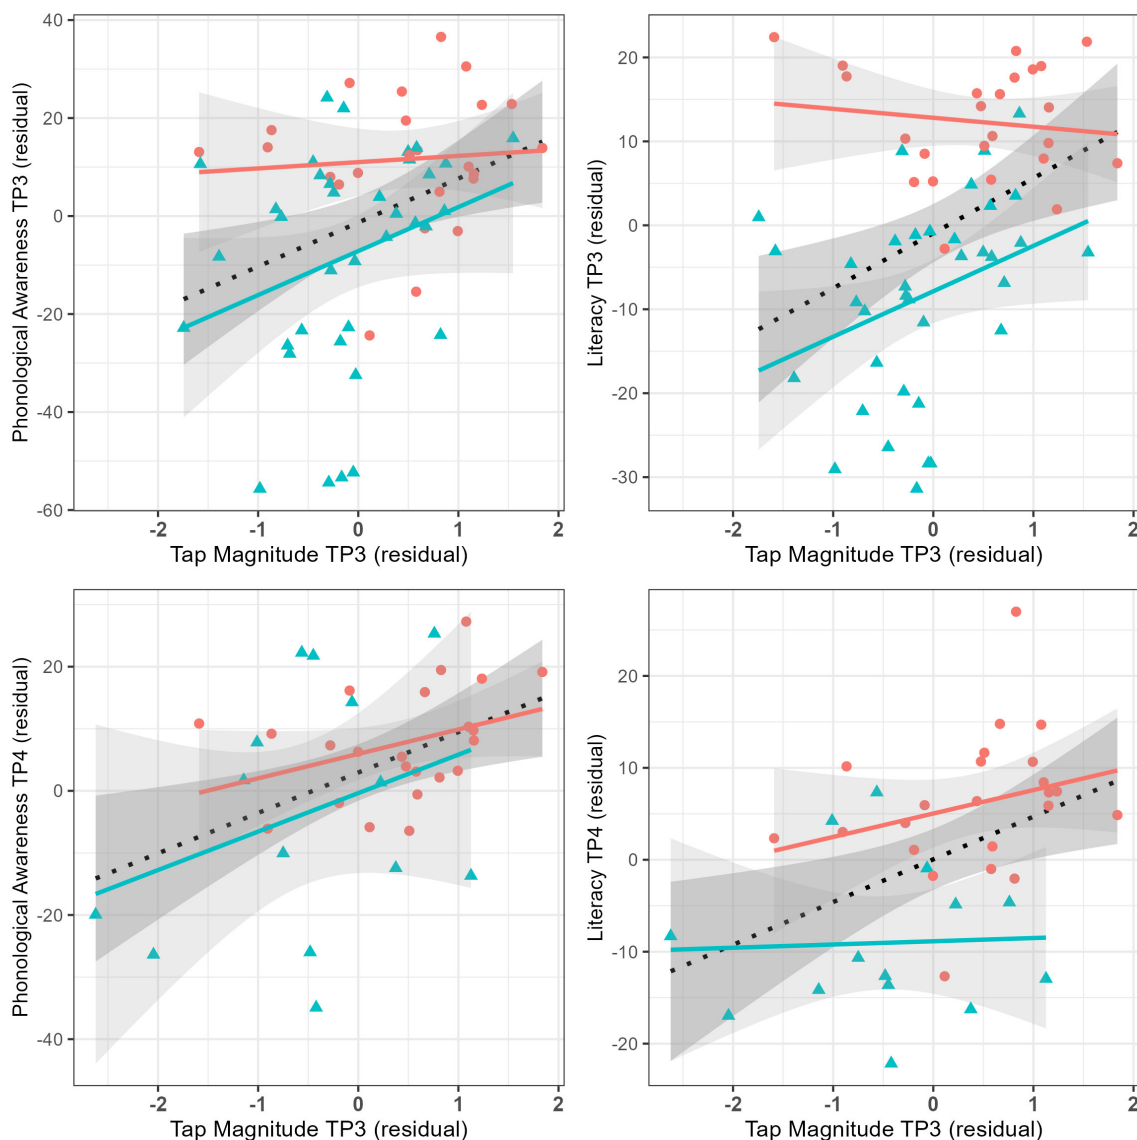 Phonological Awareness TP3 (residual)
40
20
0
-20
-40
-60
-2 -1 0 1 2
Tap Magnitude TP3 (residual)
Literacy TP3 (residual)
20
10
0
-10
-20
-30
-2 -1 0 1 2
Tap Magnitude TP3 (residual)
Phonological Awareness TP4 (residual)
20
0
-20
-40
-2 -1 0 1 2
Tap Magnitude TP3 (residual)
Literacy TP4 (residual)
20
10
0
-10
-20
-2 -1 0 1 2
Tap Magnitude TP3 (residual)